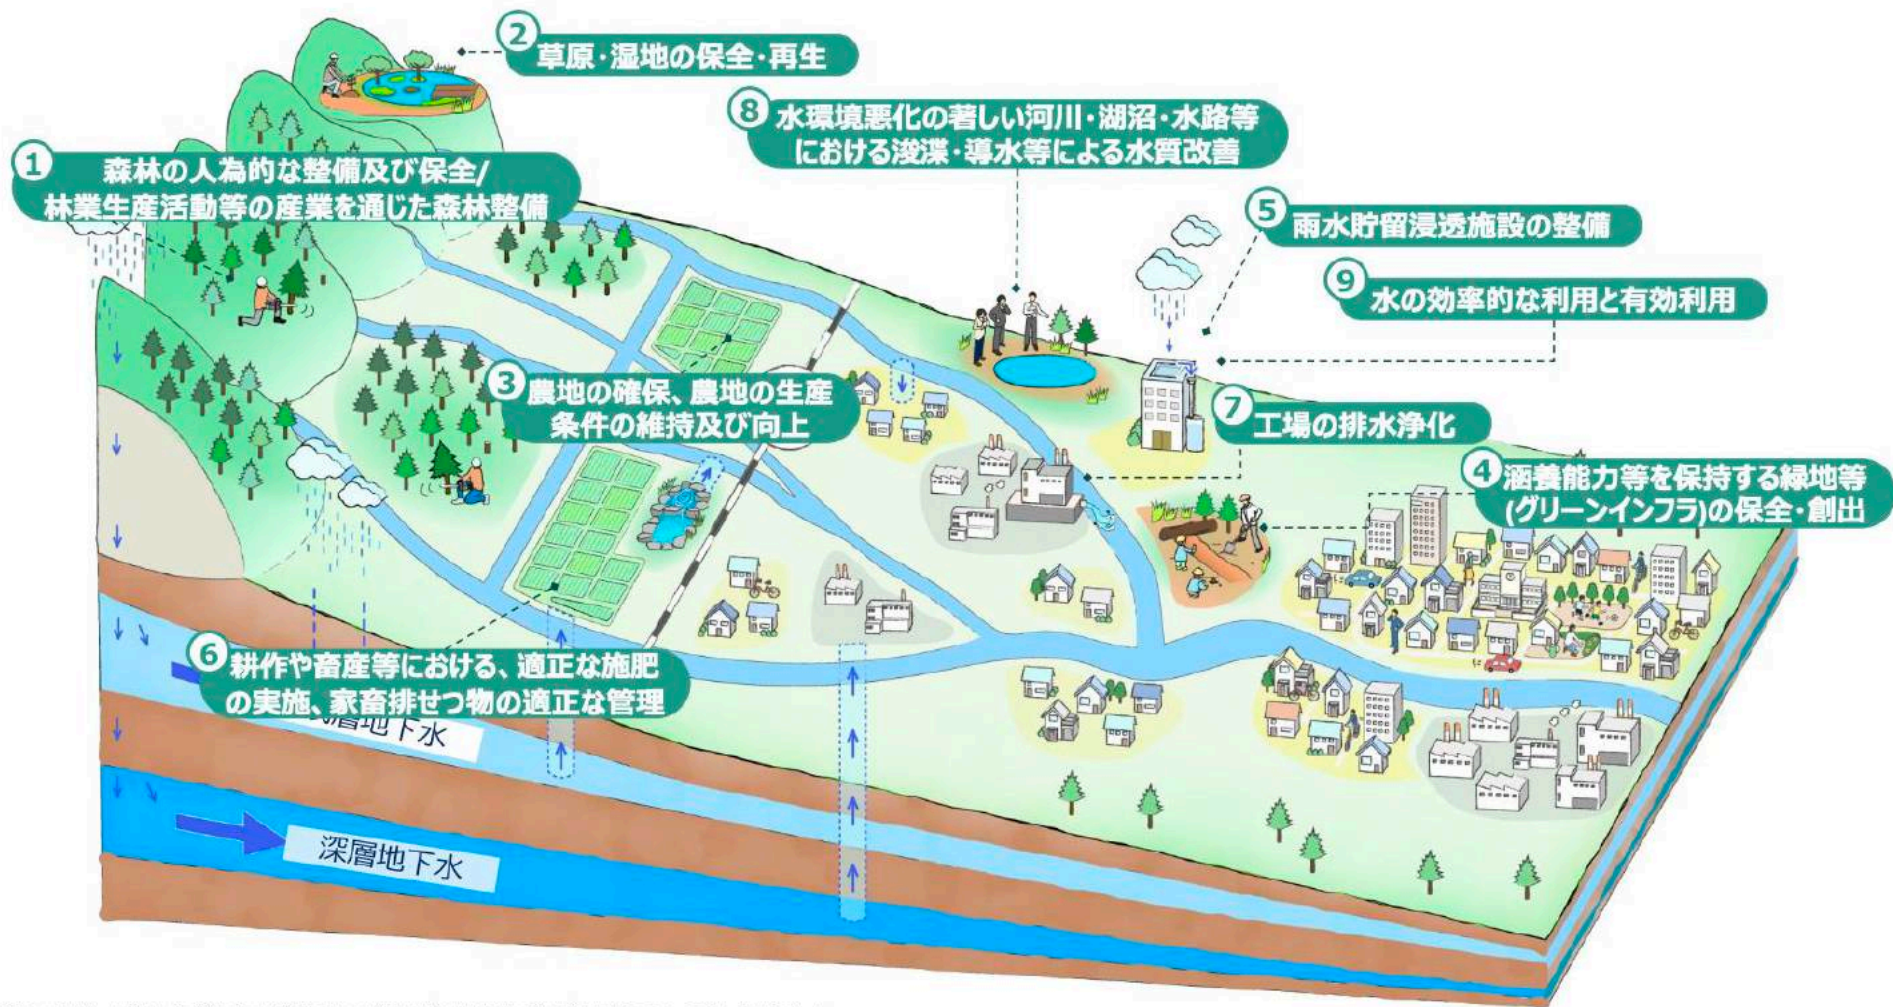 ②
草原・湿地の保全・再生
⑧
水環境悪化の著しい河川・湖沼・水路等
における浚渫・導水等による水質改善
①
森林の人為的な整備及び保全/
林業生産活動等の産業を通じた森林整備
⑤
雨水貯留浸透施設の整備
⑨
水の効率的な利用と有効利用
③
農地の確保、農地の生産
条件の維持及び向上
⑦
工場の排水浄化
④
涵養能力等を保持する緑地等
(グリーンインフラ)の保全・創出
⑥
耕作や畜産等における、適正な施肥
の実施、家畜排せつ物の適正な管理
層地下水
深層地下水